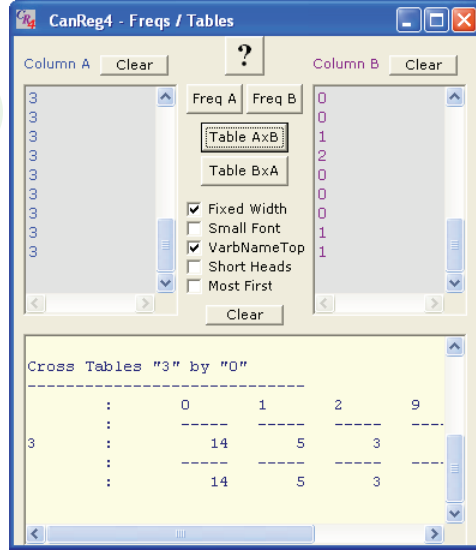 CR4 CanReg4 - Freqs / Tables
Column A Clear ? Column B Clear
3
3
3
3
3
3
3
3
3
Freq A Freq B
Table AxB
Table BxA
Fixed Width
Small Font
VarbNameTop
Short Heads
Most First
Clear
0
0
1
2
0
0
0
1
1
Cross Tables "3" by "0"
------------------------------
: 0 1 2 9
: ----- ----- ----- ----
3 : 14 5 3
: ----- ----- ----- ----
: 14 5 3